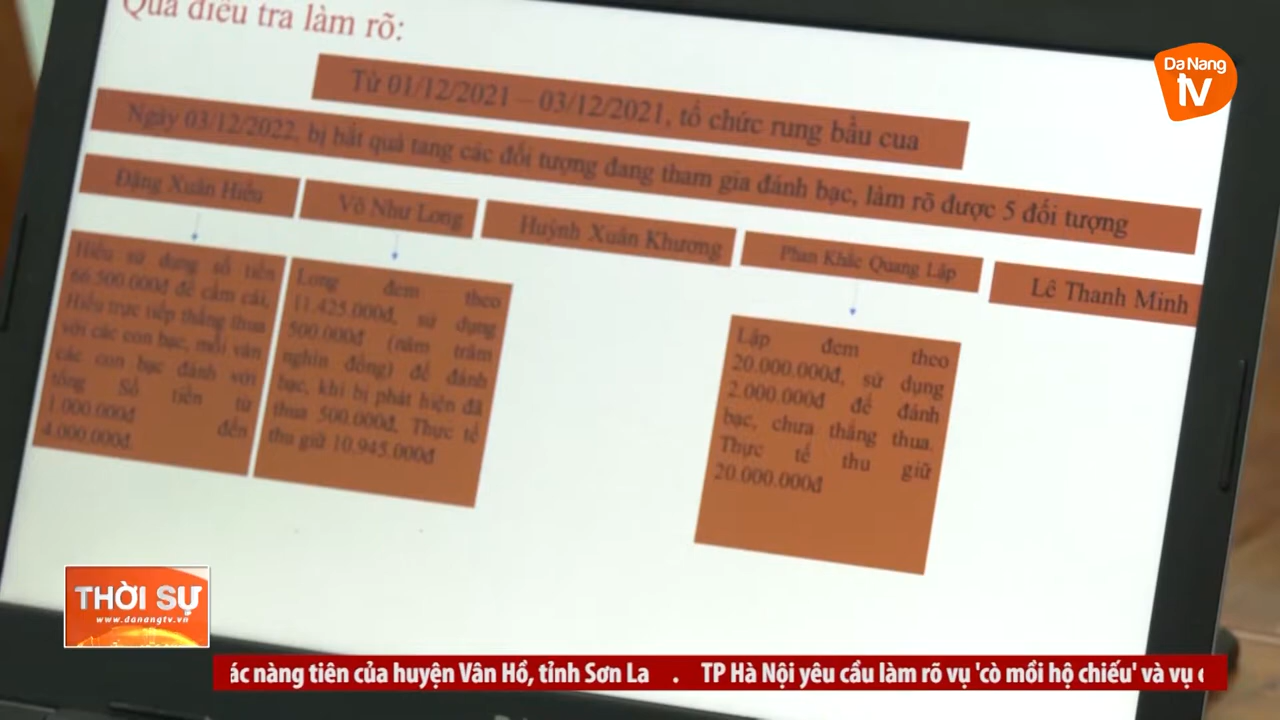 Qua điều tra làm rõ:
Từ 01/12/2021 – 03/12/2021, tổ chức rung bầu cua
Ngày 03/12/2022, bị bắt quả tang các đối tượng đang tham gia đánh bạc, làm rõ được 5 đối tượng
Đặng Xuân Hiếu
Võ Như Long
Huỳnh Xuân Khương
Phan Khắc Quang Lập
Lê Thanh Minh
Hiếu sử dụng số tiền
66.500.000đ để cầm cái,
Hiếu trực tiếp thắng thua
với các con bạc, mỗi ván
các con bạc đánh với
tổng Số tiền từ
1.000.000đ đến
4.000.000đ.
Long đem theo
11.425.000đ, sử dụng
500.000đ (năm trăm
nghìn đồng) để đánh
bạc, khi bị phát hiện đã
thua 500.000đ, Thực tế
thu giữ 10.945.000đ
Lập đem theo
20.000.000đ, sử dụng
2.000.000đ để đánh
bạc, chưa thắng thua.
Thực tế thu giữ
20.000.000đ
Da Nang
tv
THỜI SỰ
www.danangtv.vn
ác nàng tiên của huyện Vân Hồ, tỉnh Sơn La . TP Hà Nội yêu cầu làm rõ vụ 'cò mồi hộ chiếu' và vụ